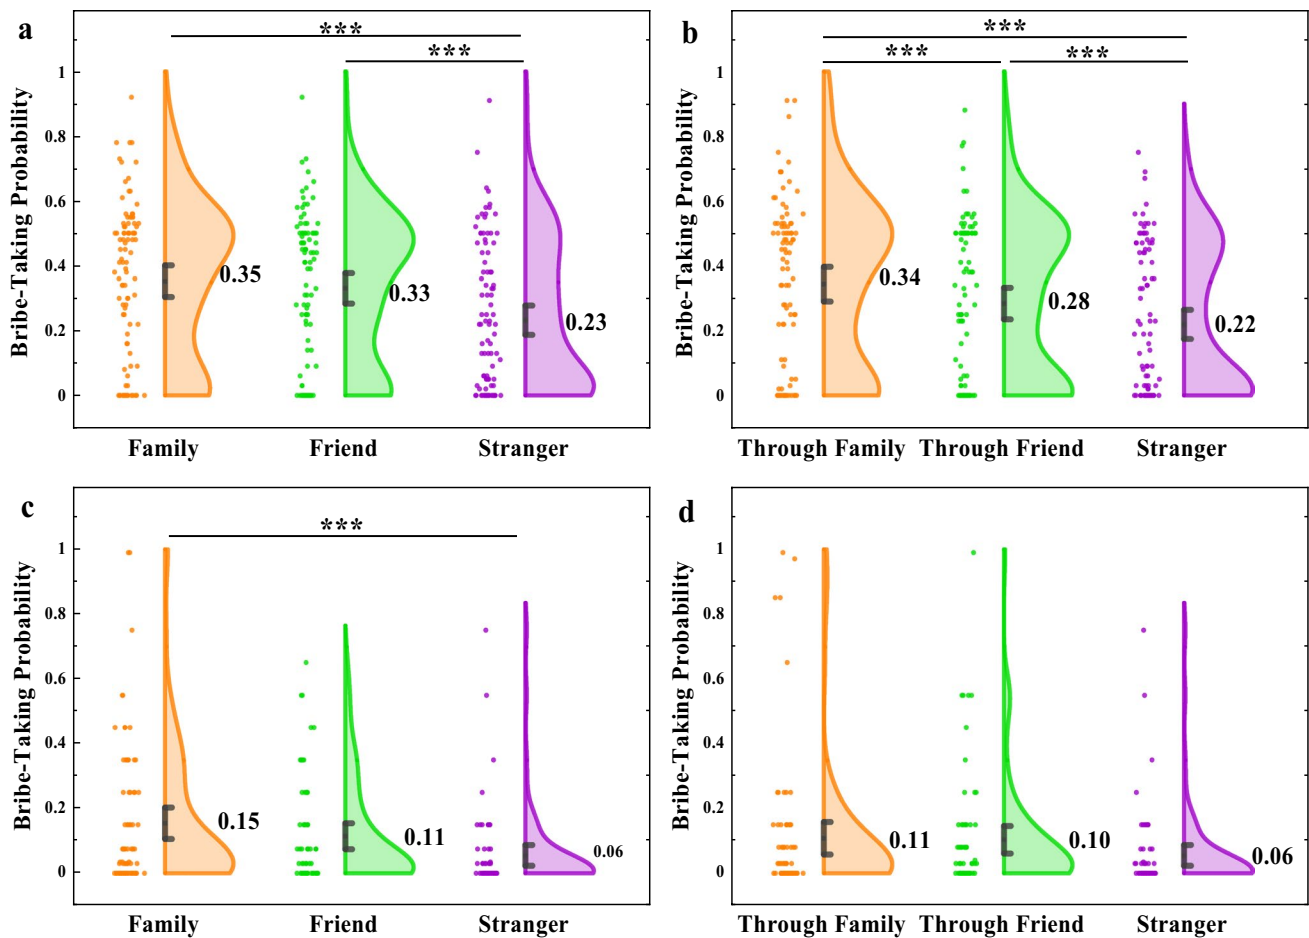 a
***
***
Bribe-Taking Probability
1
0.8
0.6
0.4
0.2
0
0.35
0.33
0.23
Family
Friend
Stranger
b
***
***
***
Bribe-Taking Probability
1
0.8
0.6
0.4
0.2
0
0.34
0.28
0.22
Through Family
Through Friend
Stranger
c
***
Bribe-Taking Probability
1
0.8
0.6
0.4
0.2
0
0.15
0.11
0.06
Family
Friend
Stranger
d
Bribe-Taking Probability
1
0.8
0.6
0.4
0.2
0
0.11
0.10
0.06
Through Family
Through Friend
Stranger